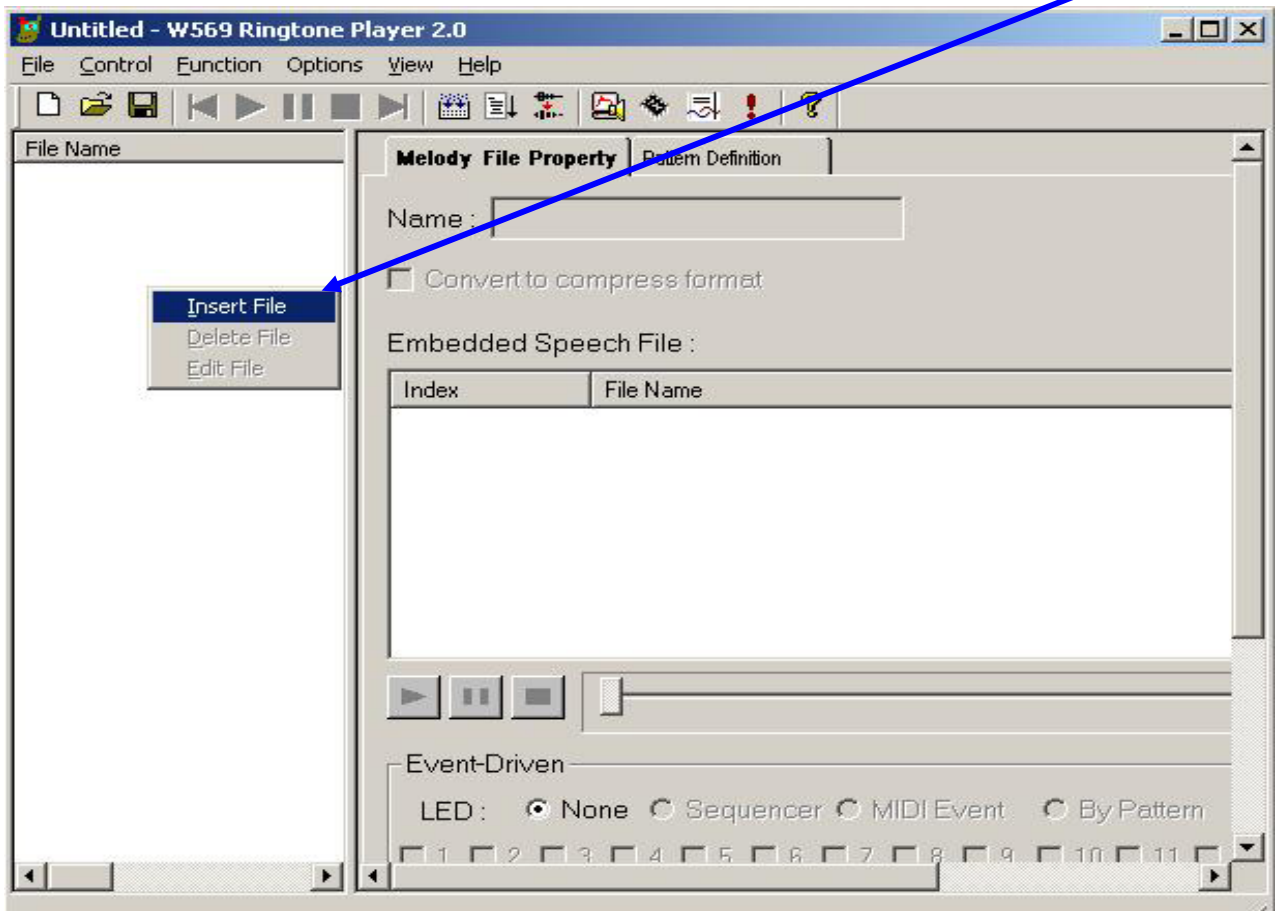 Untitled - W569 Ringtone Player 2.0
File Control Function Options View Help
File Name
Melody File Property Pattern Definition
Name :
Convert to compress format
Insert File
Delete File
Edit File
Embedded Speech File :
Index File Name
Event-Driven
LED : None Sequencer MIDI Event By Pattern
1 2 3 4 5 6 7 8 9 10 11